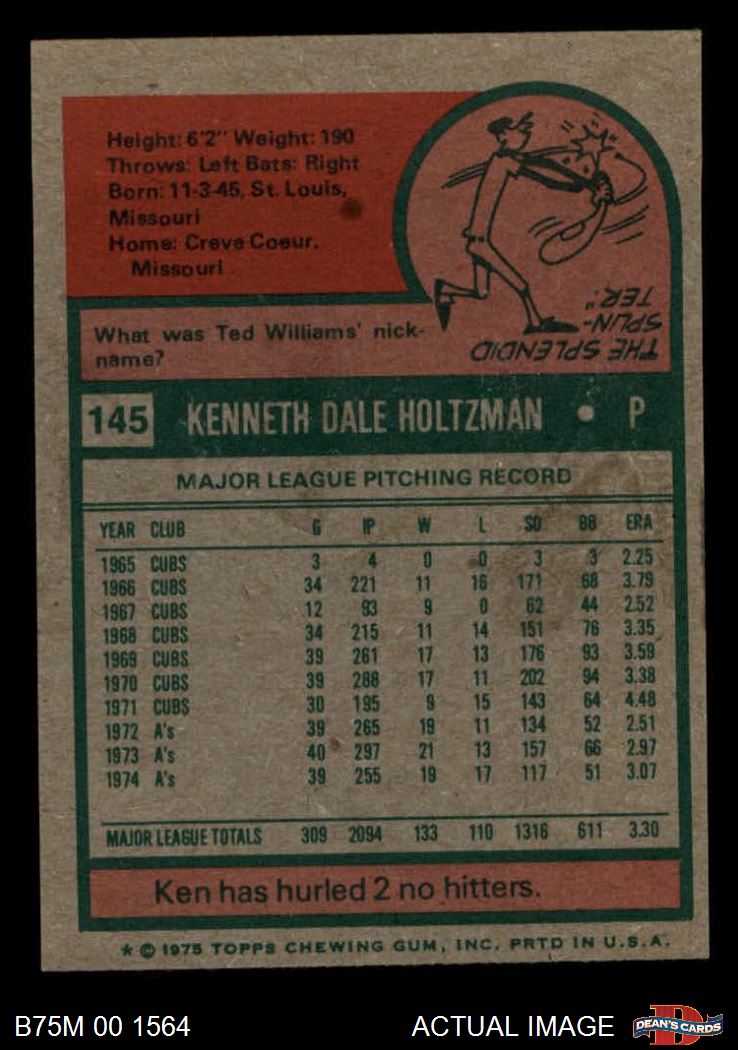 Height: 6'2" Weight: 190
Throws: Left Bats: Right
Born: 11-3-45, St. Louis,
Missouri
Home: Creve Coeur,
Missouri
What was Ted Williams' nick-
name?
"THE SPLENDID
SPLIN-
TER."
145 KENNETH DALE HOLTZMAN • P
MAJOR LEAGUE PITCHING RECORD
YEAR CLUB G IP W L SO BB ERA
1965 CUBS 3 4 0 0 3 3 2.25
1966 CUBS 34 221 11 16 171 68 3.79
1967 CUBS 12 93 9 0 62 44 2.52
1968 CUBS 34 215 11 14 151 76 3.35
1969 CUBS 39 261 17 13 176 93 3.59
1970 CUBS 39 288 17 11 202 94 3.38
1971 CUBS 30 195 9 15 143 64 4.48
1972 A's 39 265 19 11 134 52 2.51
1973 A's 40 297 21 13 157 66 2.97
1974 A's 39 255 19 17 117 51 3.07
MAJOR LEAGUE TOTALS 309 2094 133 110 1316 611 3.30
Ken has hurled 2 no hitters.
* © 1975 TOPPS CHEWING GUM, INC. PRTD IN U.S.A.
B75M 00 1564 ACTUAL IMAGE D DEAN'S CARDS